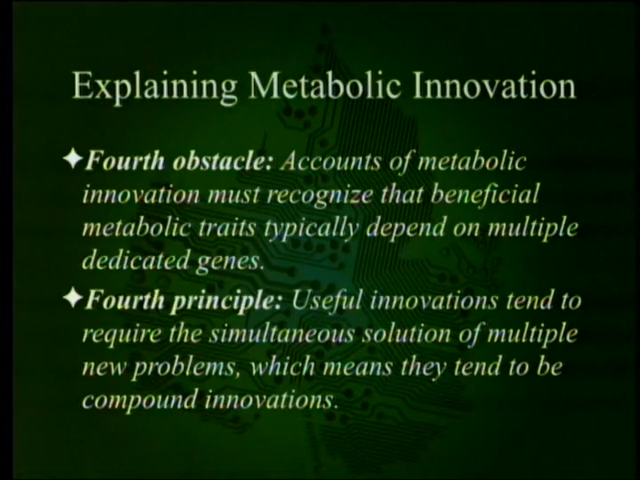 Explaining Metabolic Innovation
✦Fourth obstacle: Accounts of metabolic
innovation must recognize that beneficial
metabolic traits typically depend on multiple
dedicated genes.
✦Fourth principle: Useful innovations tend to
require the simultaneous solution of multiple
new problems, which means they tend to be
compound innovations.